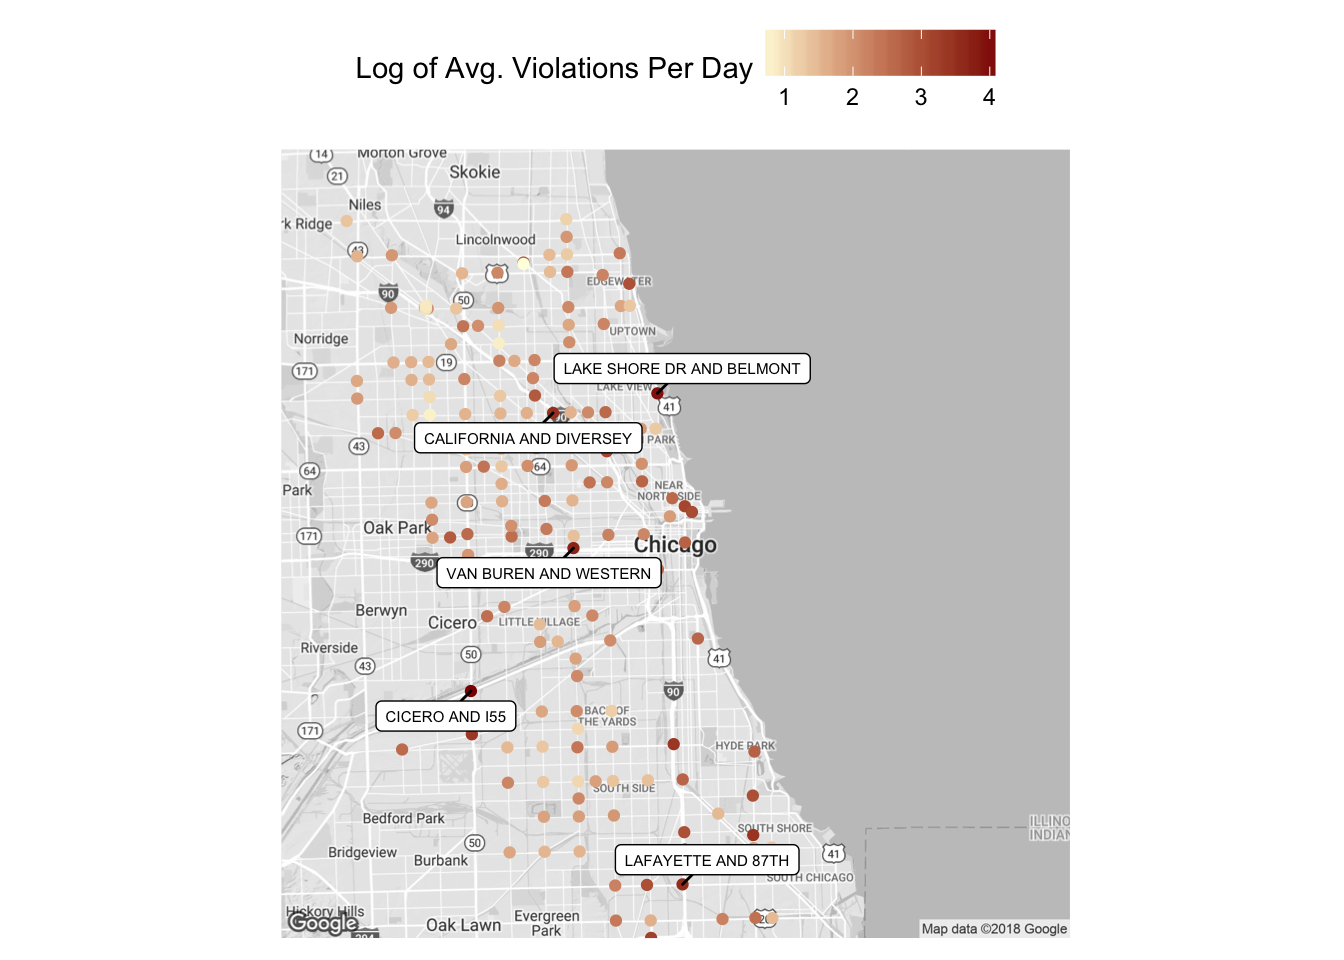 Log of Avg. Violations Per Day
1 2 3 4
14
Morton Grove
21
Skokie
Niles
94
rk Ridge
Lincolnwood
43
EDGEWATER
90
50
UPTOWN
Norridge
19
171
LAKE SHORE DR AND BELMONT
LAKE VIEW
41
CALIFORNIA AND DIVERSEY
PARK
43
64
64
Park
NEAR
NORTH SIDE
Oak Park
171
Chicago
290
290
VAN BUREN AND WESTERN
Berwyn
Cicero
LITTLE VILLAGE
Riverside
50
43
41
90
CICERO AND I55
BACK OF
THE YARDS
171
HYDE PARK
SOUTH SIDE
Bedford Park
SOUTH SHORE
ILLINO
INDIAN
50
Bridgeview
Burbank
41
LAFAYETTE AND 87TH
SOUTH CHICAGO
Hickory Hills
Google
Oak Lawn
Evergreen
Park
294
Map data ©2018 Google